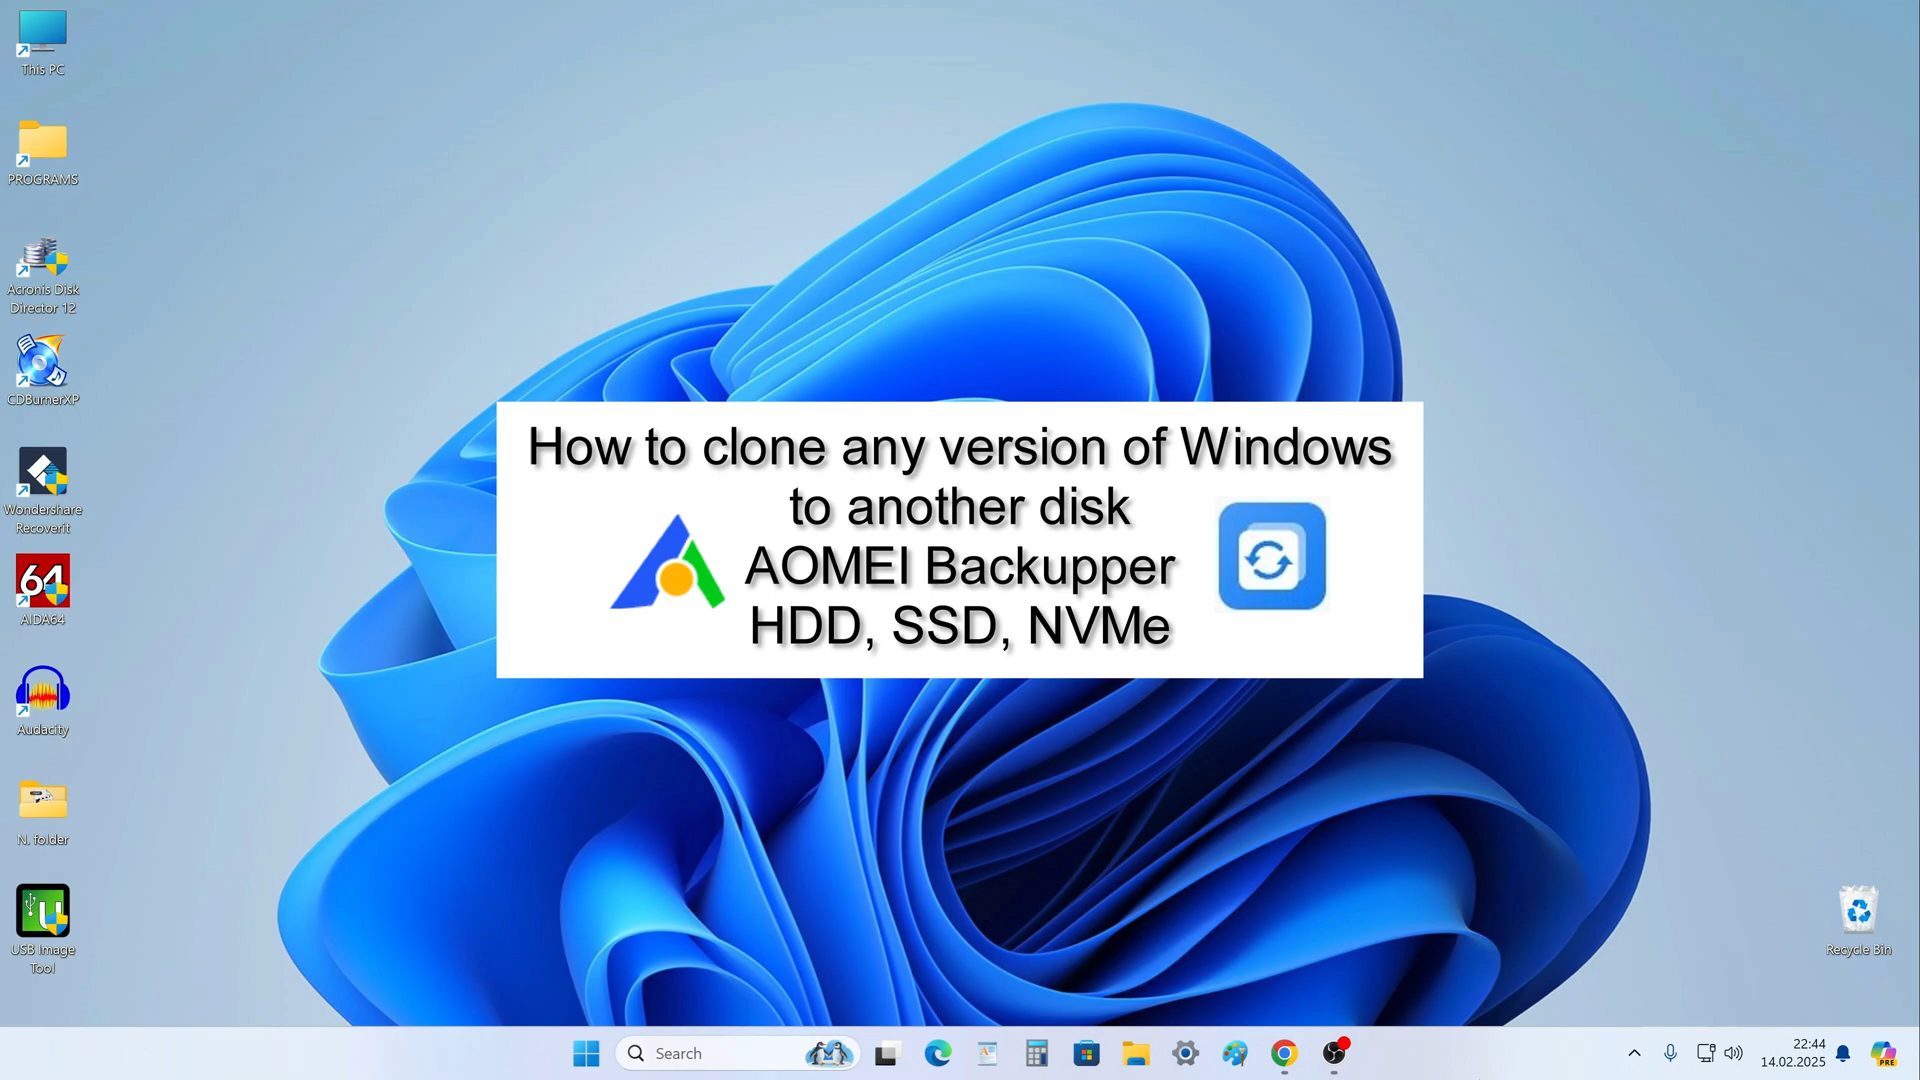 This PC
PROGRAMS
Acronis Disk
Director 12
CDBurnerXP
Wondershare
Recoverit
64
AIDA64
Audacity
N. folder
USB Image
Tool
How to clone any version of Windows
to another disk
AOMEI Backupper
HDD, SSD, NVMe
Recycle Bin
Search
22:44
14.02.2025
PRE